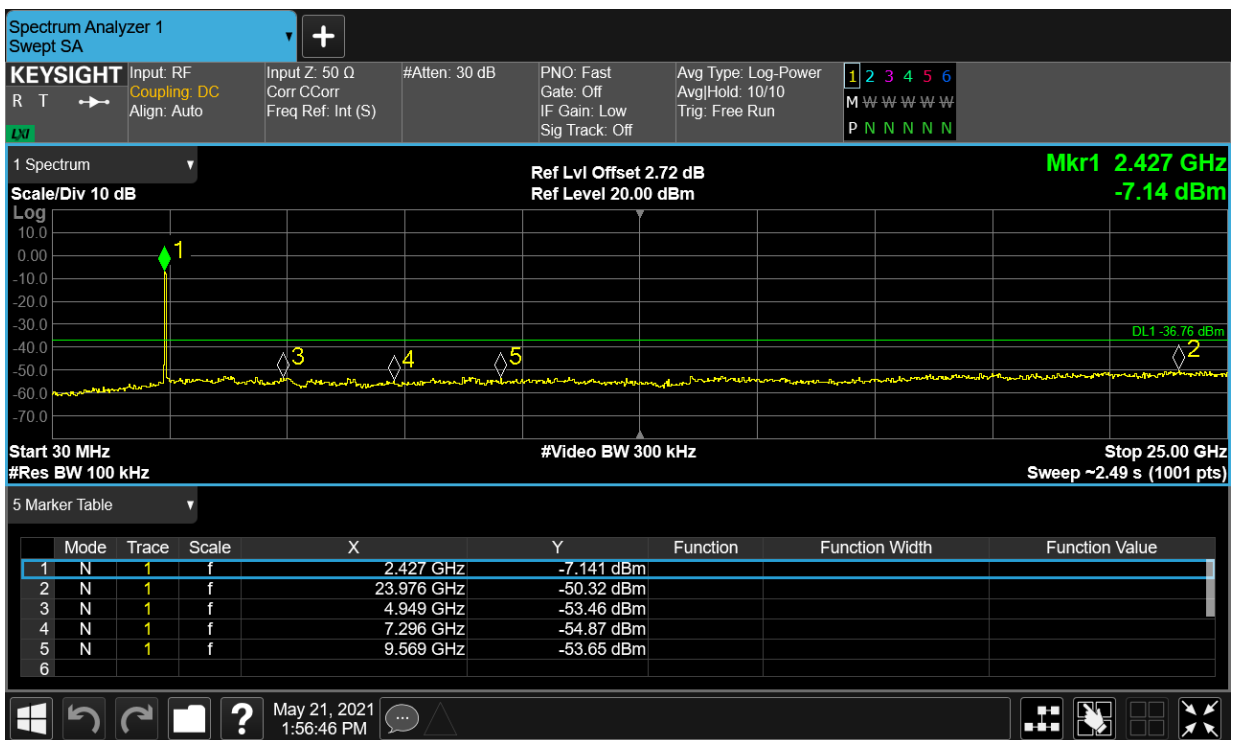 Spectrum Analyzer 1
Swept SA
▼
+
KEYSIGHT
R T
LXI
Input: RF
Coupling: DC
Align: Auto
Input Z: 50 Ω
Corr CCorr
Freq Ref: Int (S)
#Atten: 30 dB
PNO: Fast
Gate: Off
IF Gain: Low
Sig Track: Off
Avg Type: Log-Power
Avg|Hold: 10/10
Trig: Free Run
1 2 3 4 5 6
M W W W W W
P N N N N N
1 Spectrum ▼
Scale/Div 10 dB
Ref Lvl Offset 2.72 dB
Ref Level 20.00 dBm
Mkr1 2.427 GHz
-7.14 dBm
Log
10.0
0.00
-10.0
-20.0
-30.0
-40.0
-50.0
-60.0
-70.0
1
3
4
5
2
DL1 -36.76 dBm
Start 30 MHz
#Video BW 300 kHz
Stop 25.00 GHz
#Res BW 100 kHz
Sweep ~2.49 s (1001 pts)
5 Marker Table ▼
Mode Trace Scale X Y Function Function Width Function Value
1 N 1 f 2.427 GHz -7.141 dBm
2 N 1 f 23.976 GHz -50.32 dBm
3 N 1 f 4.949 GHz -53.46 dBm
4 N 1 f 7.296 GHz -54.87 dBm
5 N 1 f 9.569 GHz -53.65 dBm
6
?
May 21, 2021
1:56:46 PM